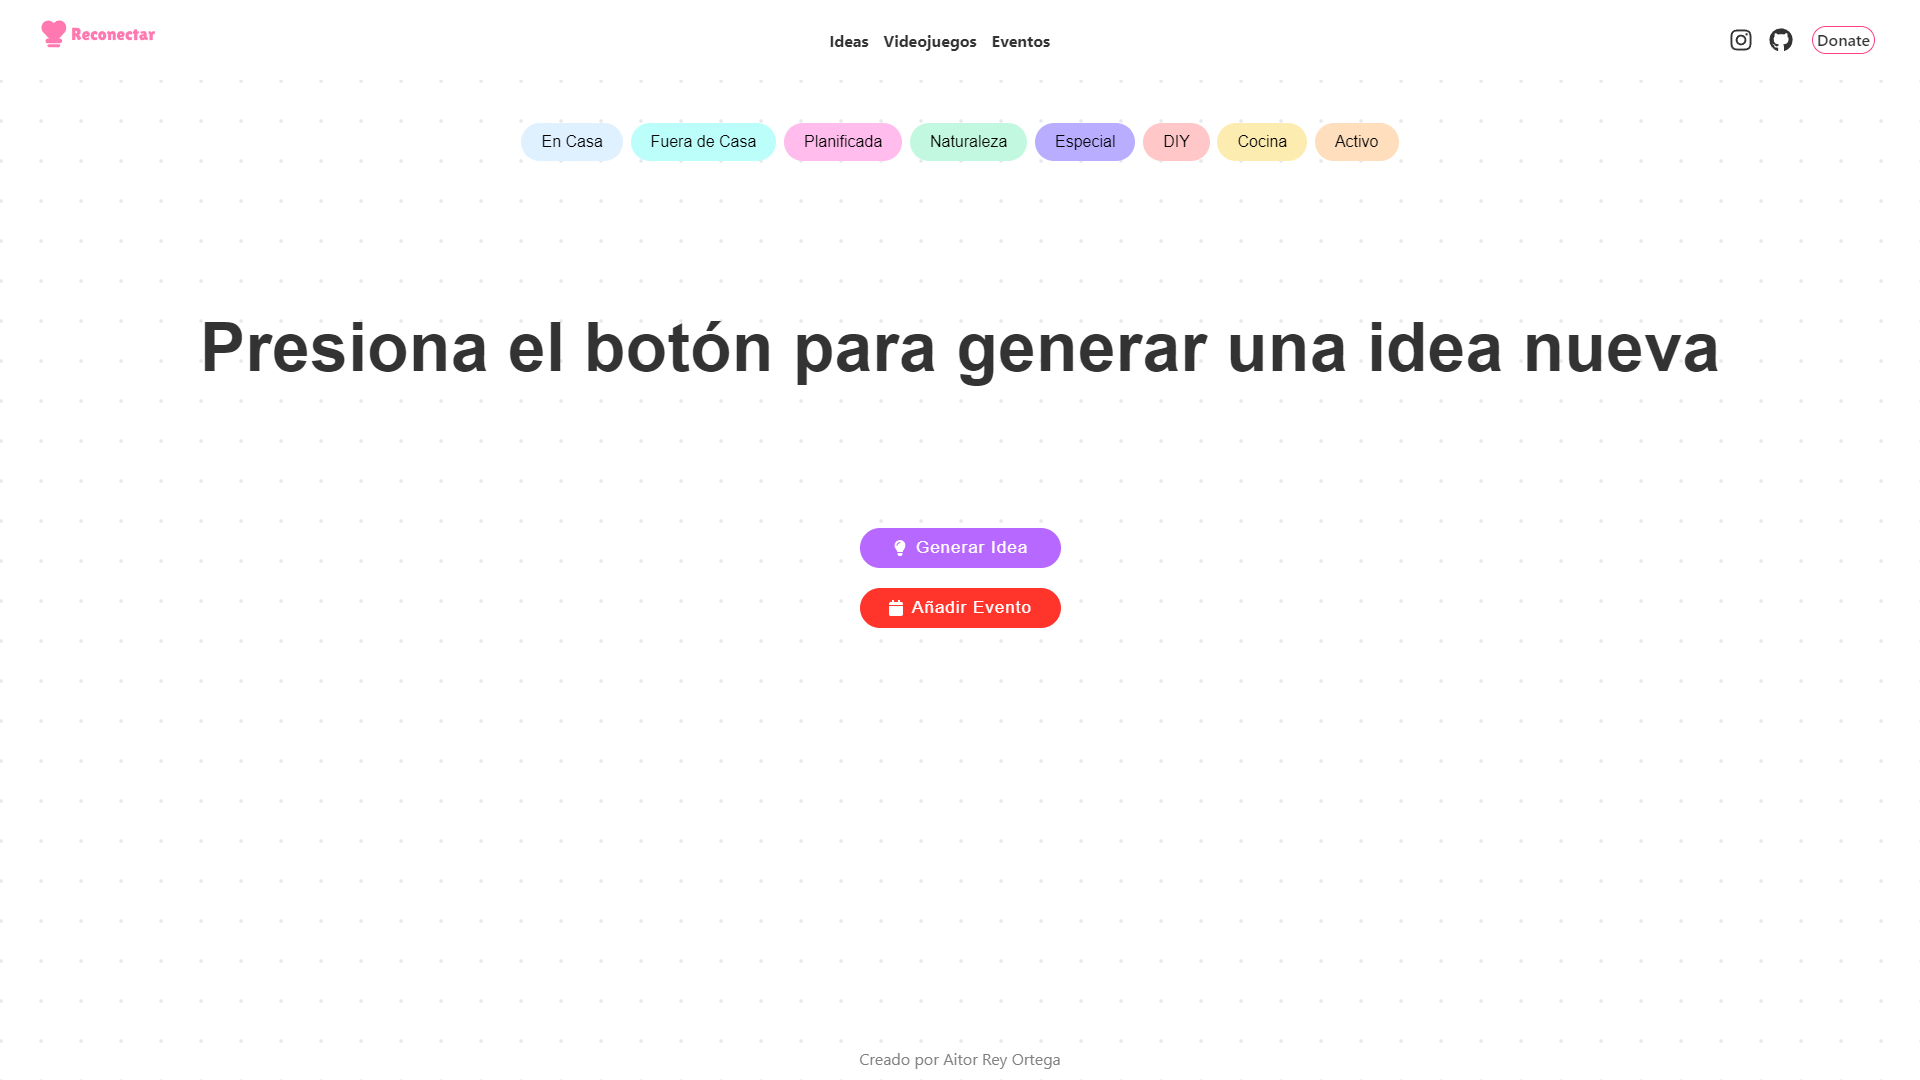 Reconectar
Ideas Videojuegos Eventos
Donate
En Casa Fuera de Casa Planificada Naturaleza Especial DIY Cocina Activo
Presiona el botón para generar una idea nueva
Generar Idea
Añadir Evento
Creado por Aitor Rey Ortega